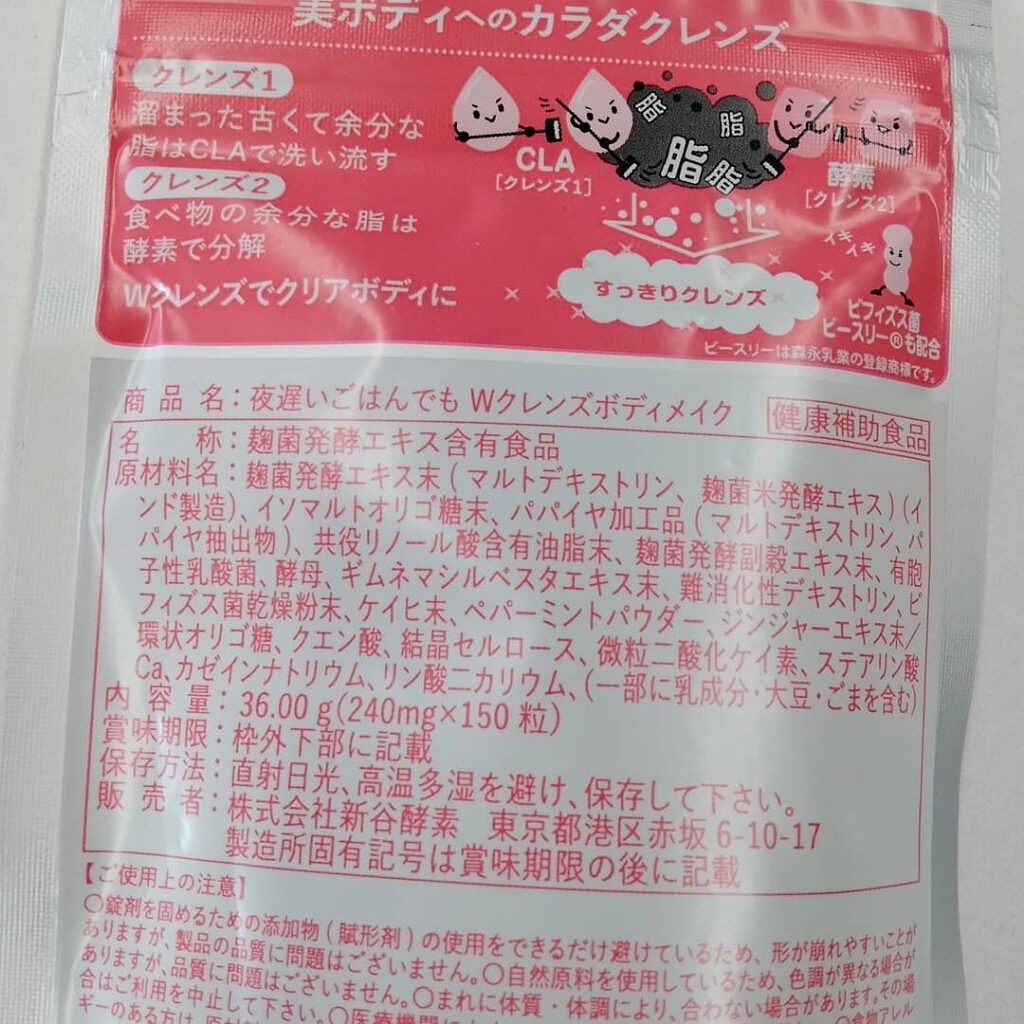 美ボディへのカラダクレンズ
クレンズ1
溜まった古くて余分な
脂はCLAで洗い流す
クレンズ2
食べ物の余分な脂は
酵素で分解
Wクレンズでクリアボディに
脂
脂
脂
脂
CLA
[クレンズ1]
酵素
[クレンズ2]
すっきりクレンズ
イキイキ
ビフィズス菌
ビースリー®も配合
ビースリーは森永乳業の登録商標です。
商品名:夜遅いごはんでも Wクレンズボディメイク 健康補助食品
名称:麹菌発酵エキス含有食品
原材料名:麹菌発酵エキス末(マルトデキストリン、麹菌米発酵エキス)(イ
ンド製造)、イソマルトオリゴ糖末、パパイヤ加工品(マルトデキストリン、パ
パイヤ抽出物)、共役リノール酸含有油脂末、麹菌発酵副穀エキス末、有胞
子性乳酸菌、酵母、ギムネマシルベスタエキス末、難消化性デキストリン、ビ
フィズス菌乾燥粉末、ケイヒ末、ペパーミントパウダー、ジンジャーエキス末/
環状オリゴ糖、クエン酸、結晶セルロース、微粒二酸化ケイ素、ステアリン酸
Ca、カゼインナトリウム、リン酸二カリウム、(一部に乳成分・大豆・ごまを含む)
内容量:36.00g(240mg×150粒)
賞味期限:枠外下部に記載
保存方法:直射日光、高温多湿を避け、保存して下さい。
販売者:株式会社新谷酵素 東京都港区赤坂6-10-17
製造所固有記号は賞味期限の後に記載
【ご使用上の注意】
○錠剤を固めるための添加物(賦形剤)の使用をできるだけ避けているため、形が崩れやすいことが
ありますが、製品の品質に問題はございません。○自然原料を使用しているため、色調が異なる場合が
ありますが、品質に問題はございません。○まれに体質・体調により、合わない場合があります。その場
合はご利用を中止して下さい。○医療機関に ○食物アレル
ギーのある方は、原材